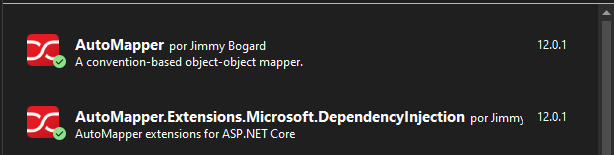 AutoMapper por Jimmy Bogard 12.0.1
A convention-based object-object mapper.
AutoMapper.Extensions.Microsoft.DependencyInjection por Jimmy 12.0.1
AutoMapper extensions for ASP.NET Core